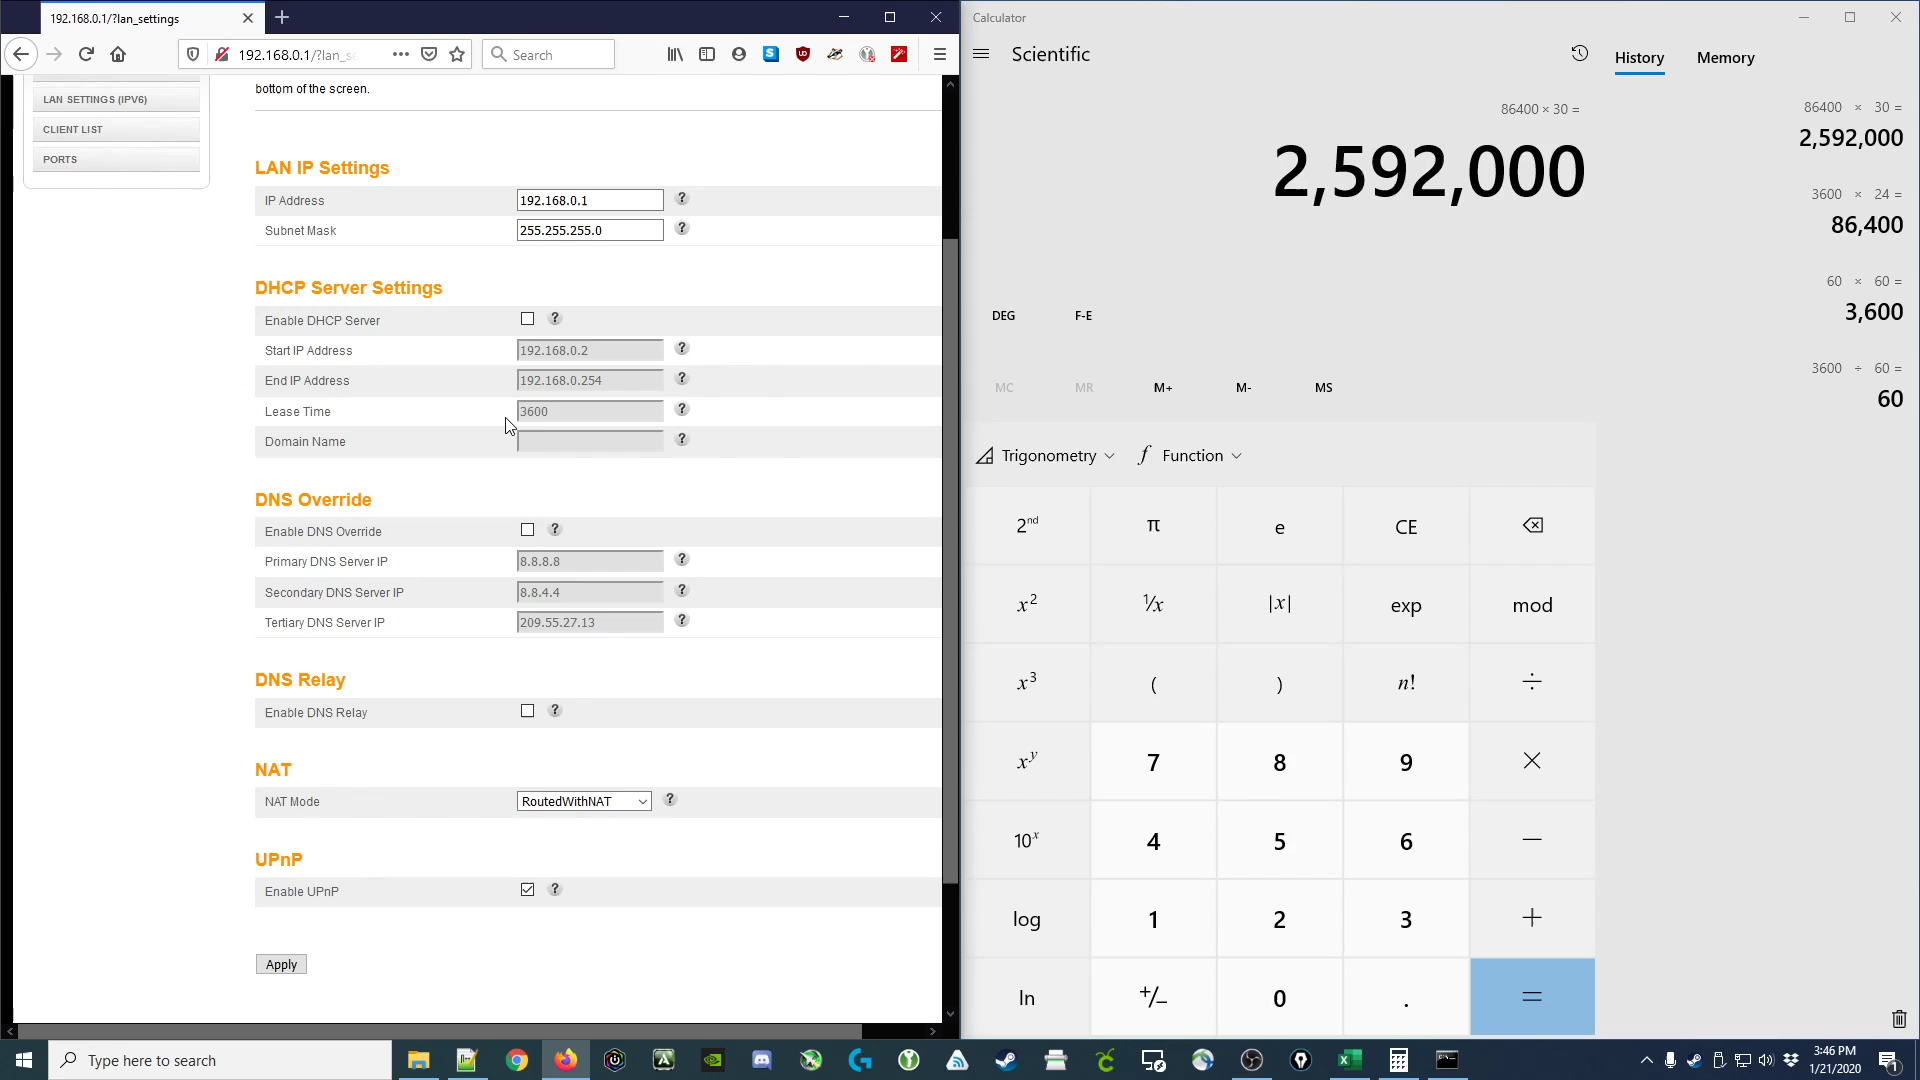 192.168.0.1/?lan_settings
192.168.0.1/?lan_se
Search
LAN SETTINGS (IPV6)
CLIENT LIST
PORTS
bottom of the screen.
LAN IP Settings
IP Address
192.168.0.1
?
Subnet Mask
255.255.255.0
?
DHCP Server Settings
Enable DHCP Server
?
Start IP Address
192.168.0.2
?
End IP Address
192.168.0.254
?
Lease Time
3600
?
Domain Name
?
DNS Override
Enable DNS Override
?
Primary DNS Server IP
8.8.8.8
?
Secondary DNS Server IP
8.8.4.4
?
Tertiary DNS Server IP
209.55.27.13
?
DNS Relay
Enable DNS Relay
?
NAT
NAT Mode
RoutedWithNAT
?
UPnP
Enable UPnP
?
Apply
Calculator
Scientific
86400 × 30 =
2,592,000
DEG
F-E
MC
MR
M+
M-
MS
Trigonometry
f Function
2nd
π
e
CE
x2
1/x
|x|
exp
mod
x3
(
)
n!
÷
xy
7
8
9
×
10x
4
5
6
−
log
1
2
3
+
ln
+/−
0
.
=
History
Memory
86400 × 30 =
2,592,000
3600 × 24 =
86,400
60 × 60 =
3,600
3600 ÷ 60 =
60
Type here to search
3:46 PM
1/21/2020
1